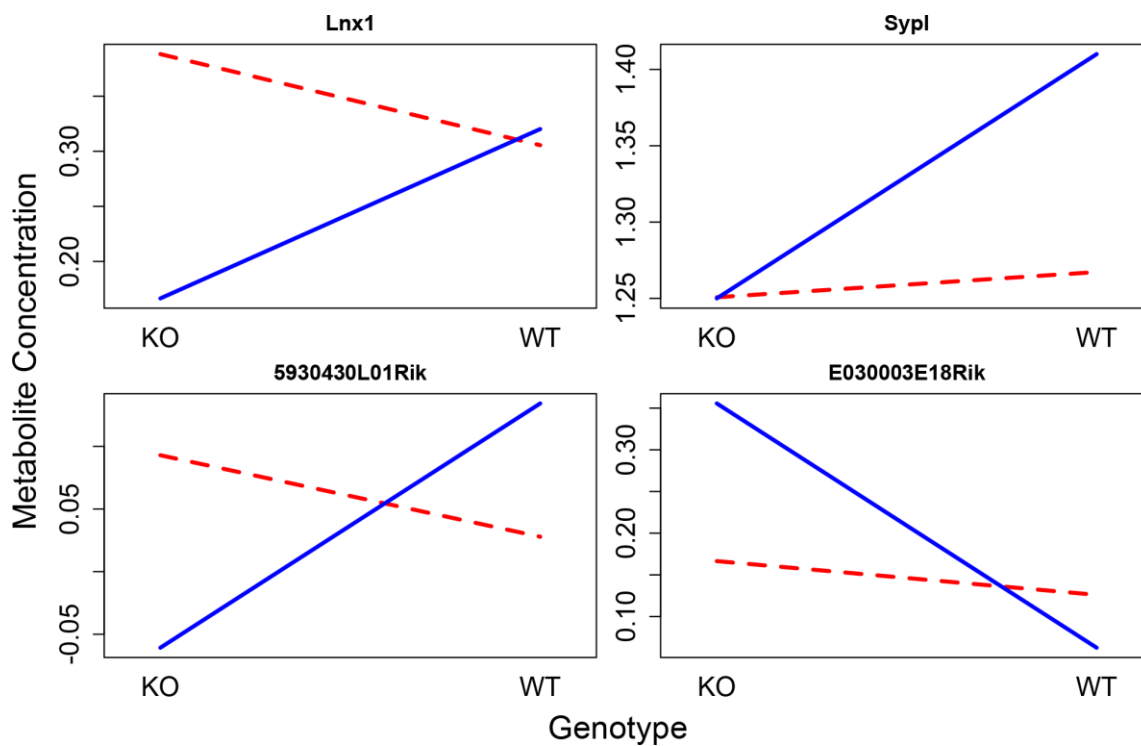 Lnx1
Sypl
0.30
0.20
1.40
1.35
1.30
1.25
KO
WT
KO
WT
Metabolite Concentration
5930430L01Rik
E030003E18Rik
0.05
-0.05
0.30
0.20
0.10
KO
WT
KO
WT
Genotype